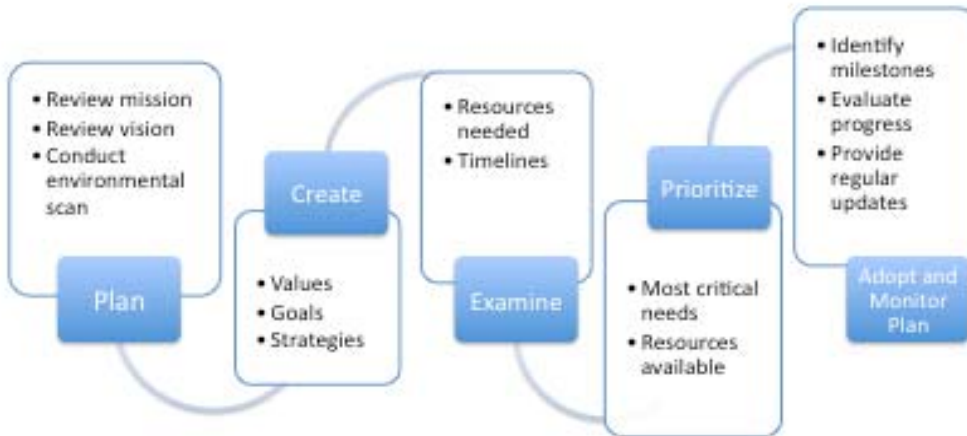 • Review mission
• Review vision
• Conduct
environmental
scan
Plan
Create
• Values
• Goals
• Strategies
• Resources
needed
• Timelines
Examine
Prioritize
• Most critical
needs
• Resources
available
• Identify
milestones
• Evaluate
progress
• Provide
regular
updates
Adopt and
Monitor
Plan